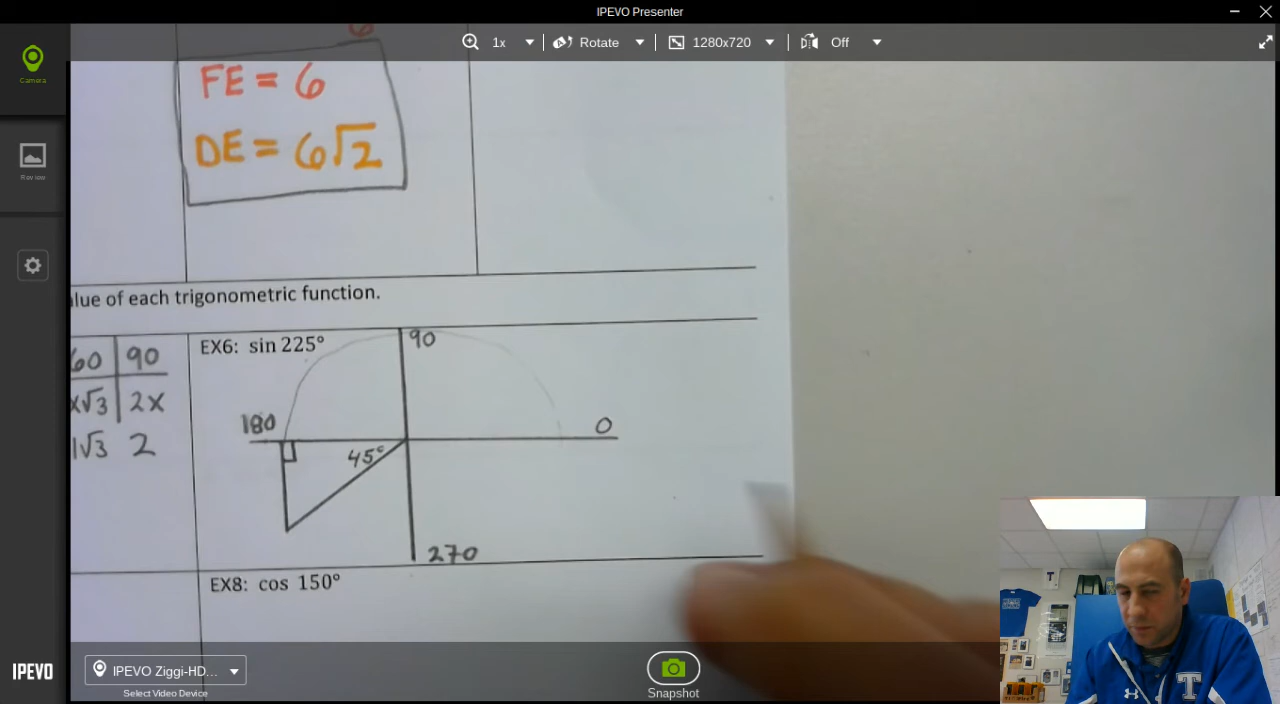 IPEVO Presenter
1x
Rotate
1280x720
Off
Camera
Review
FE = 6
DE = 6√2
alue of each trigonometric function.
60 90
x√3 2x
1√3 2
EX6: sin 225°
90
180
0
45°
270
EX8: cos 150°
IPEVO
IPEVO Ziggi-HD...
Select Video Device
Snapshot
T